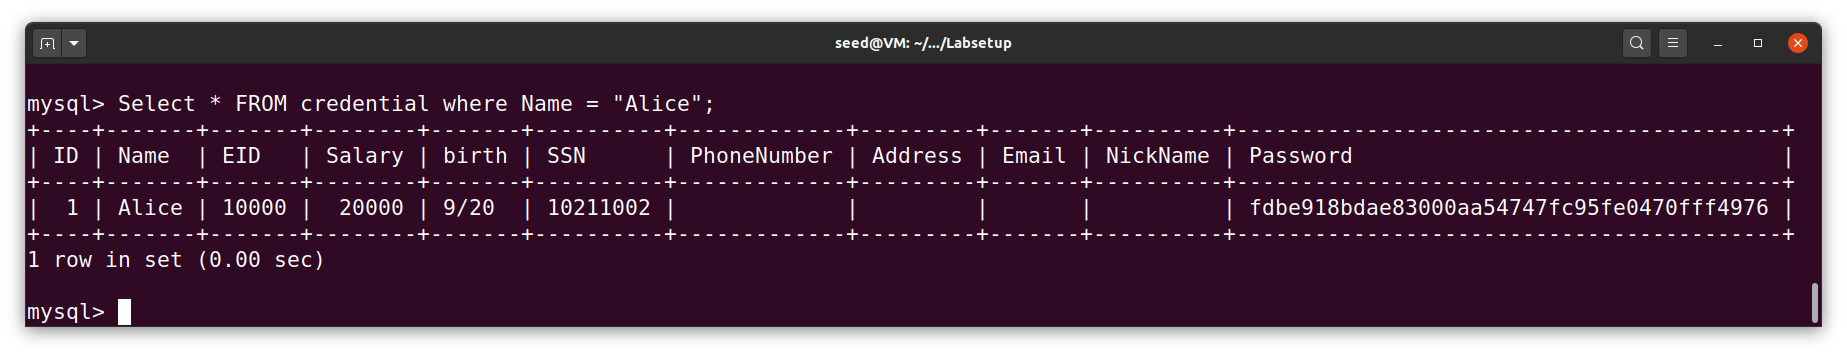 seed@VM: ~/.../Labsetup
mysql> Select * FROM credential where Name = "Alice";
+----+-------+-------+--------+-------+----------+-------------+---------+-------+----------+------------------------------------------+
| ID | Name  | EID   | Salary | birth | SSN      | PhoneNumber | Address | Email | NickName | Password                                 |
+----+-------+-------+--------+-------+----------+-------------+---------+-------+----------+------------------------------------------+
|  1 | Alice | 10000 |  20000 | 9/20  | 10211002 |             |         |       |          | fdbe918bdae83000aa54747fc95fe0470fff4976 |
+----+-------+-------+--------+-------+----------+-------------+---------+-------+----------+------------------------------------------+
1 row in set (0.00 sec)
mysql>